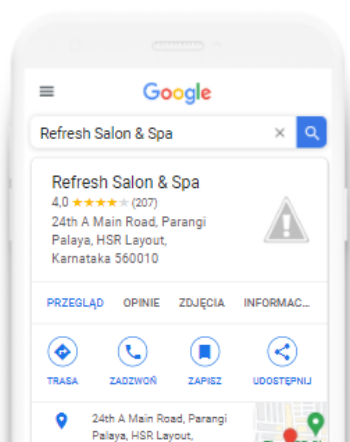 Google
Refresh Salon & Spa
Refresh Salon & Spa
4,0 (207)
24th A Main Road, Parangi
Palaya, HSR Layout,
Karnataka 560010
PRZEGLĄD OPINIE ZDJĘCIA INFORMAC...
TRASA ZADZWOŃ ZAPISZ UDOSTĘPNIJ
24th A Main Road, Parangi
Palaya, HSR Layout,